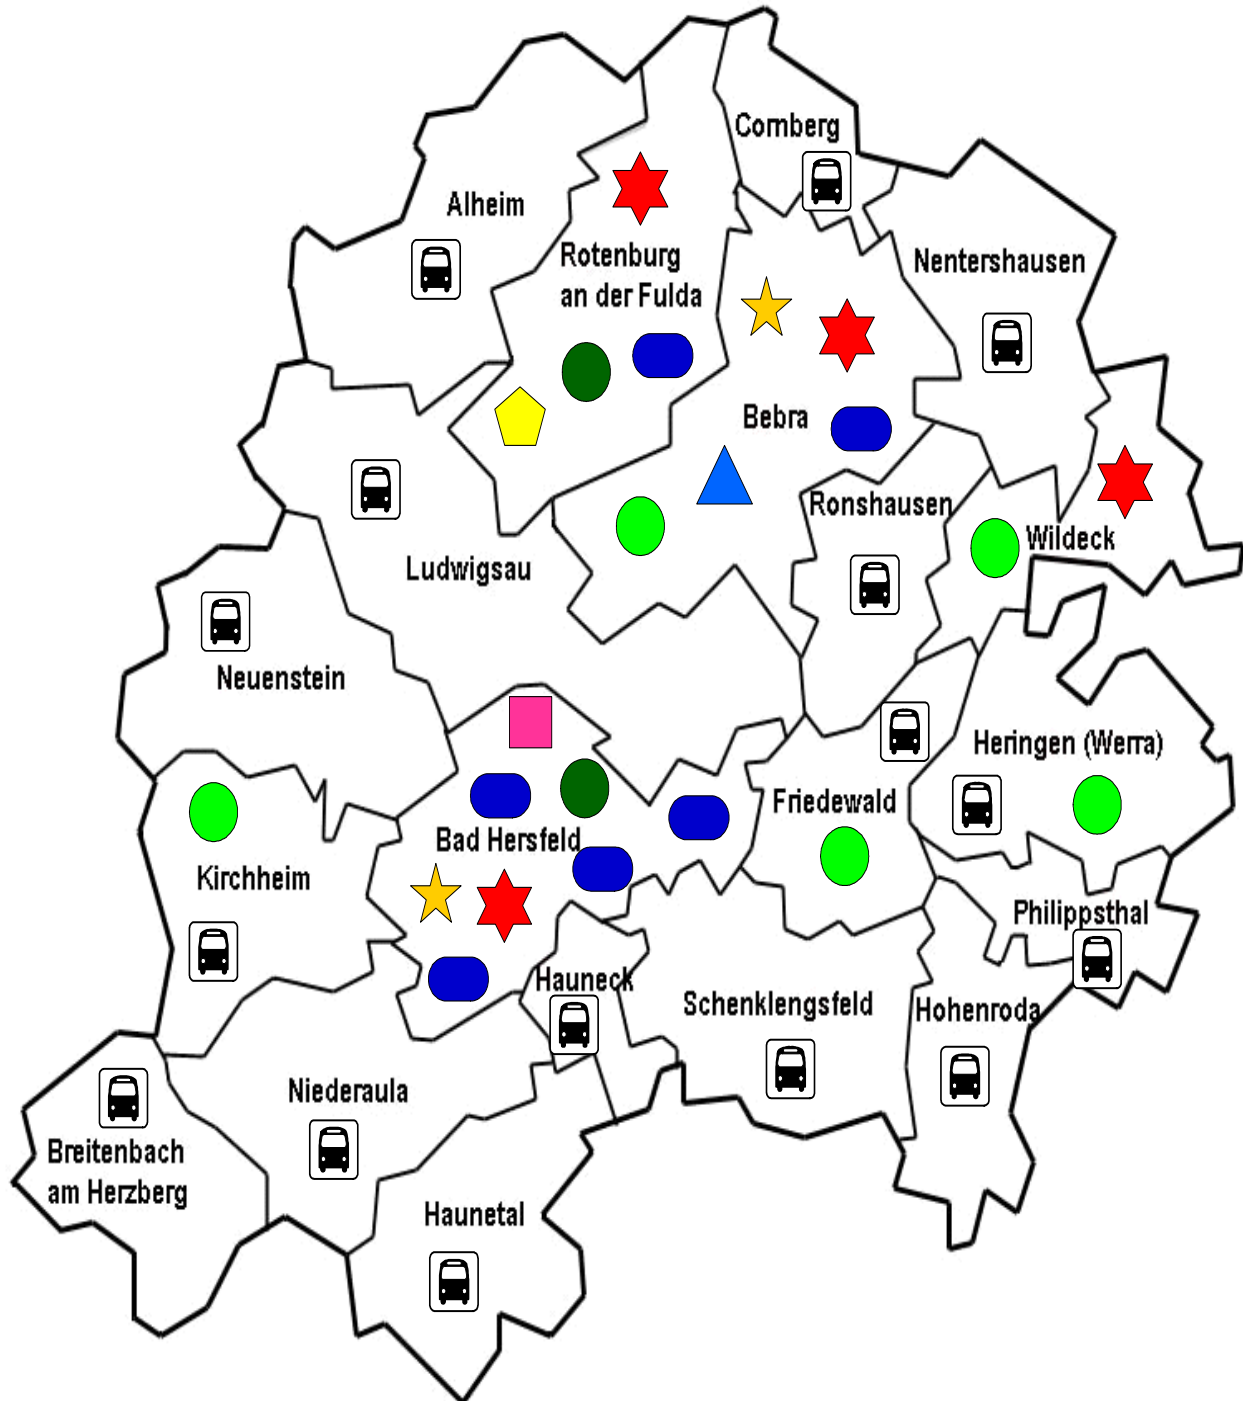 Cornberg
Alheim
Rotenburg
an der Fulda
Nentershausen
Bebra
Ronshausen
Wildeck
Ludwigsau
Neuenstein
Heringen (Werra)
Friedewald
Bad Hersfeld
Kirchheim
Philippsthal
Hauneck
Schenklengsfeld
Hohenroda
Niederaula
Breitenbach
am Herzberg
Haunetal